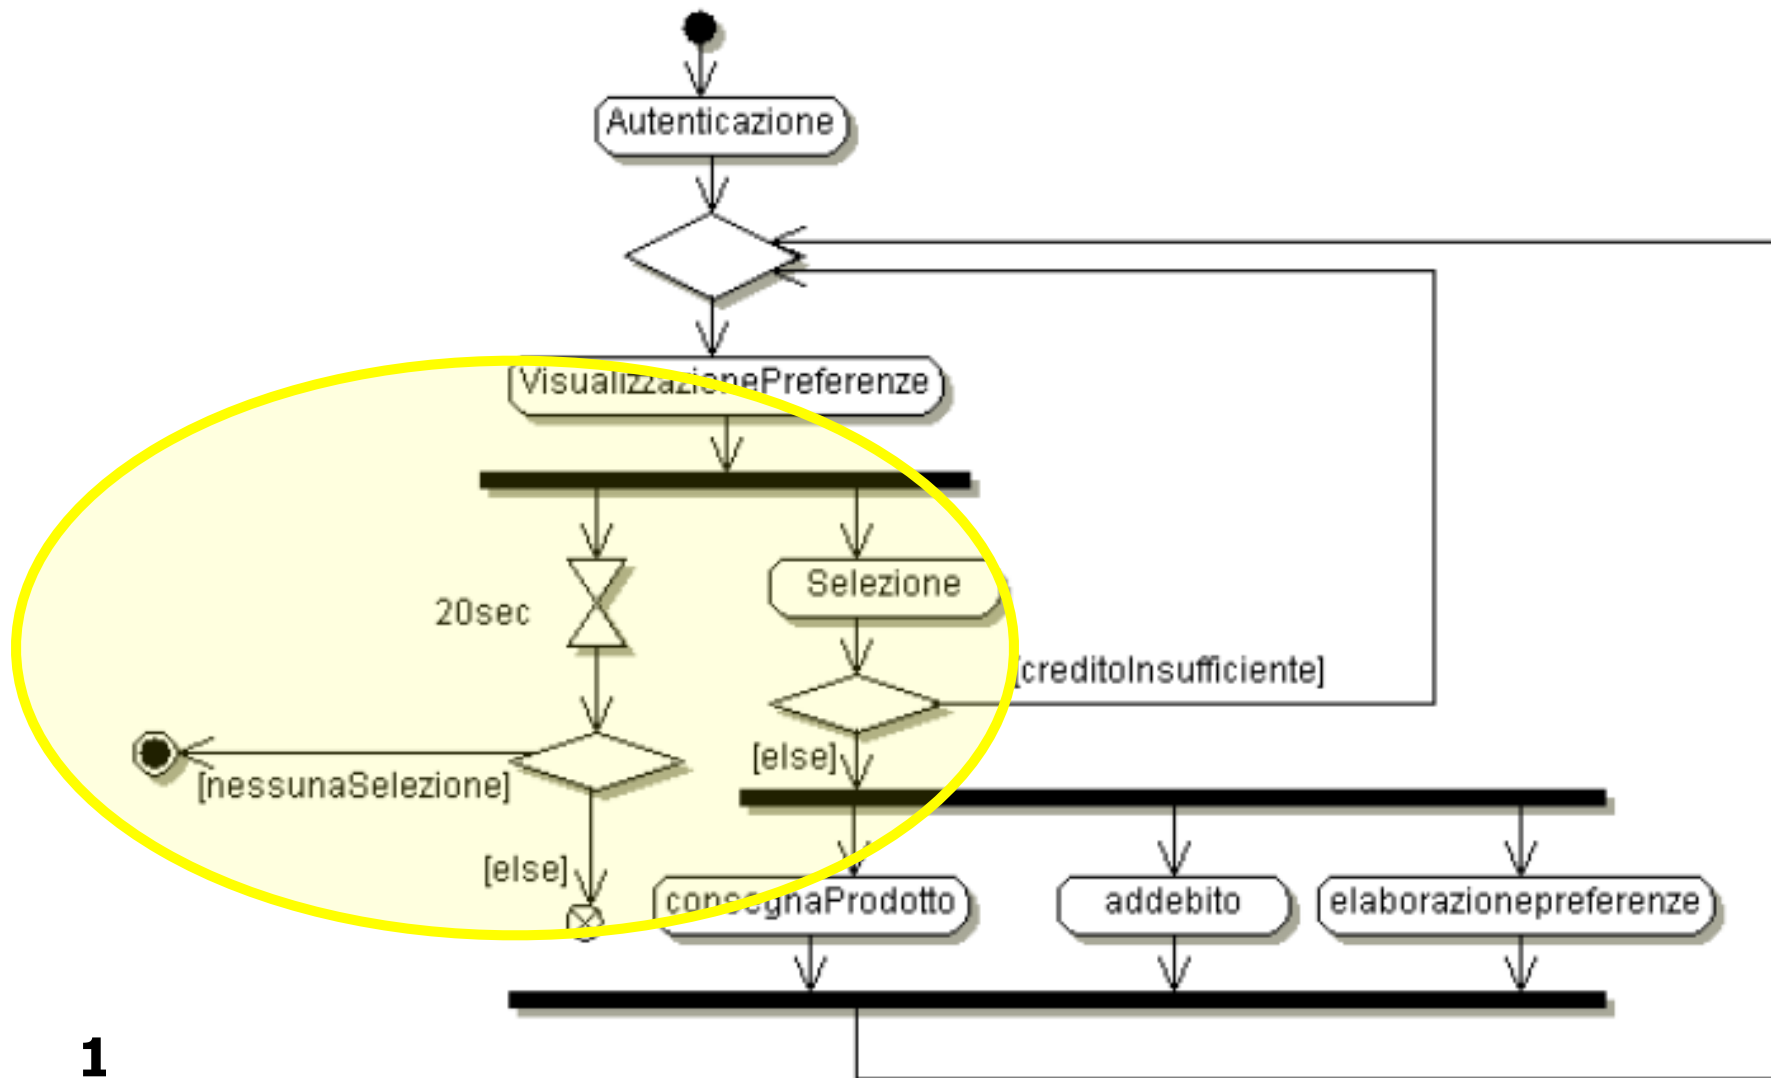 Autenticazione
VisualizzazionePreferenze
20sec
Selezione
[creditoInsufficiente]
[nessunaSelezione]
[else]
[else]
consegnaProdotto
addebito
elaborazionepreferenze
1